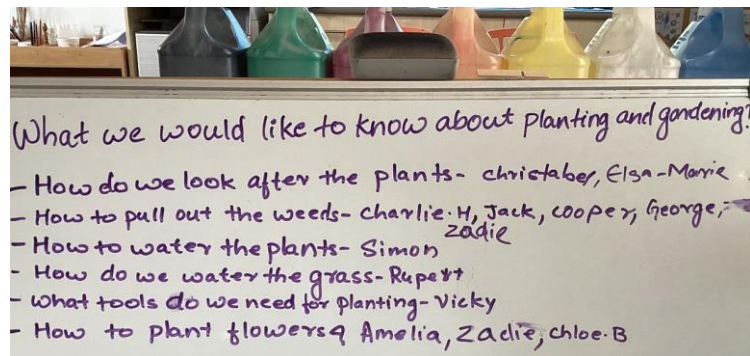 What we would like to know about planting and gardening?
- How do we look after the plants- christabel, Elsa-Marie
- How to pull out the weeds- Charlie.H, Jack, cooper, George,
zadie
- How to water the plants- Simon
- How do we water the grass- Rupert
- what tools do we need for planting- Vicky
- How to plant flowers Amelia, Zadie, Chloe.B